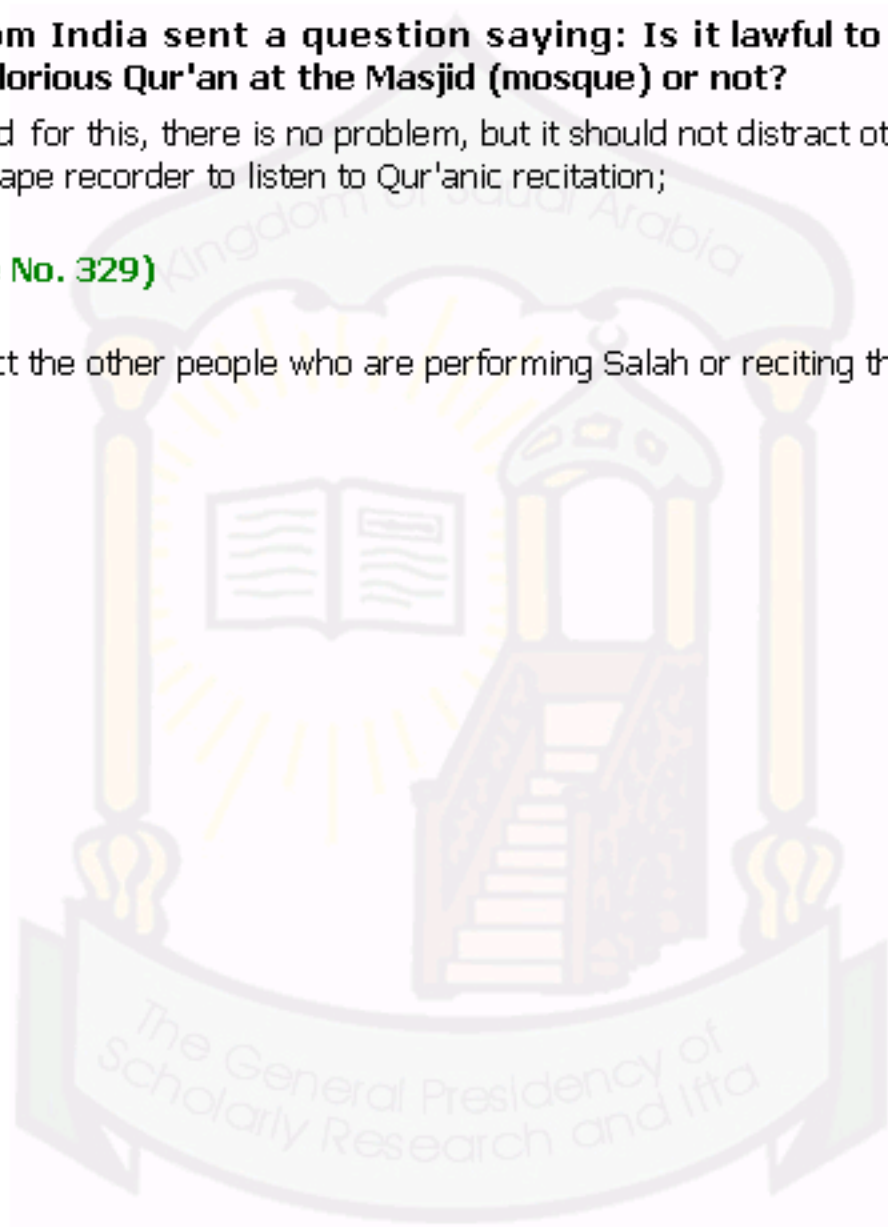 om India sent a question saying: Is it lawful to
lorious Qur'an at the Masjid (mosque) or not?
d for this, there is no problem, but it should not distract ot
ape recorder to listen to Qur'anic recitation;
Kingdom of Saudi Arabia
No. 329)
ct the other people who are performing Salah or reciting th
The General Presidency of
Scholarly Research and Ifta